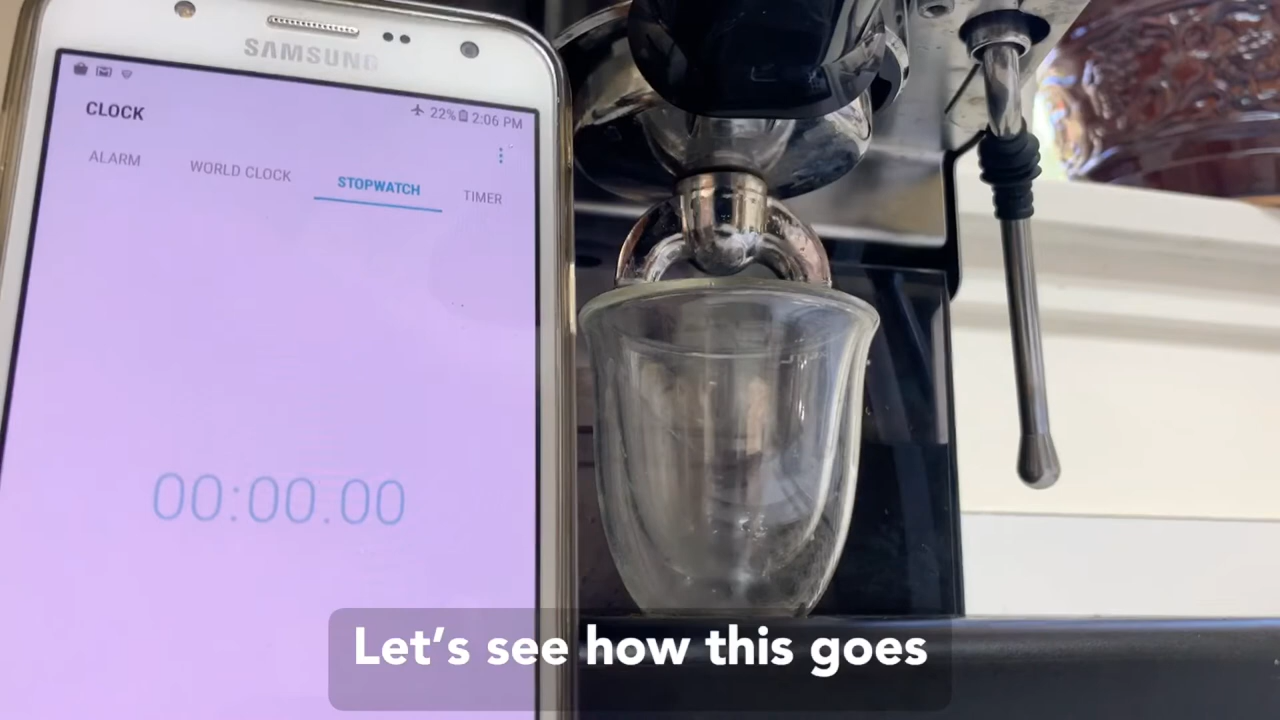 SAMSUNG
22% 2:06 PM
CLOCK
ALARM WORLD CLOCK STOPWATCH TIMER
00:00.00
Let's see how this goes